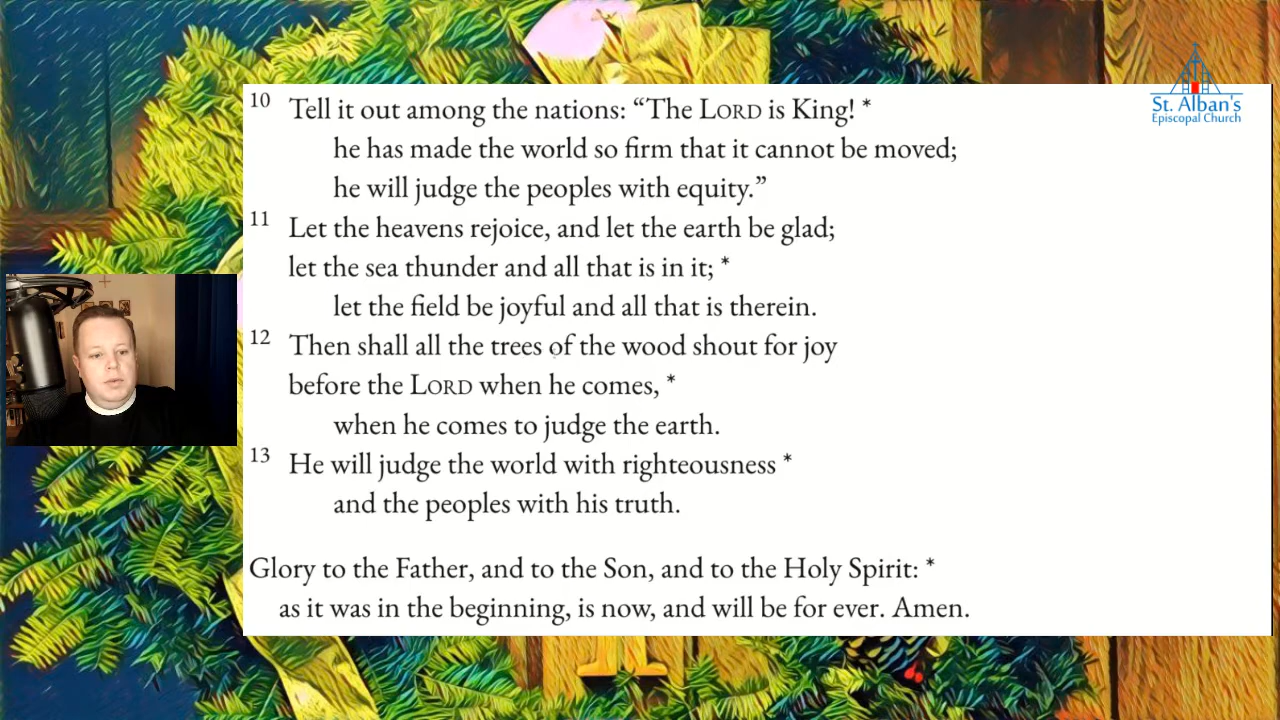 10 Tell it out among the nations: “The LORD is King! *
he has made the world so firm that it cannot be moved;
he will judge the peoples with equity.”
11 Let the heavens rejoice, and let the earth be glad;
let the sea thunder and all that is in it; *
let the field be joyful and all that is therein.
12 Then shall all the trees of the wood shout for joy
before the LORD when he comes, *
when he comes to judge the earth.
13 He will judge the world with righteousness *
and the peoples with his truth.
Glory to the Father, and to the Son, and to the Holy Spirit: *
as it was in the beginning, is now, and will be for ever. Amen.
St. Alban's
Episcopal Church